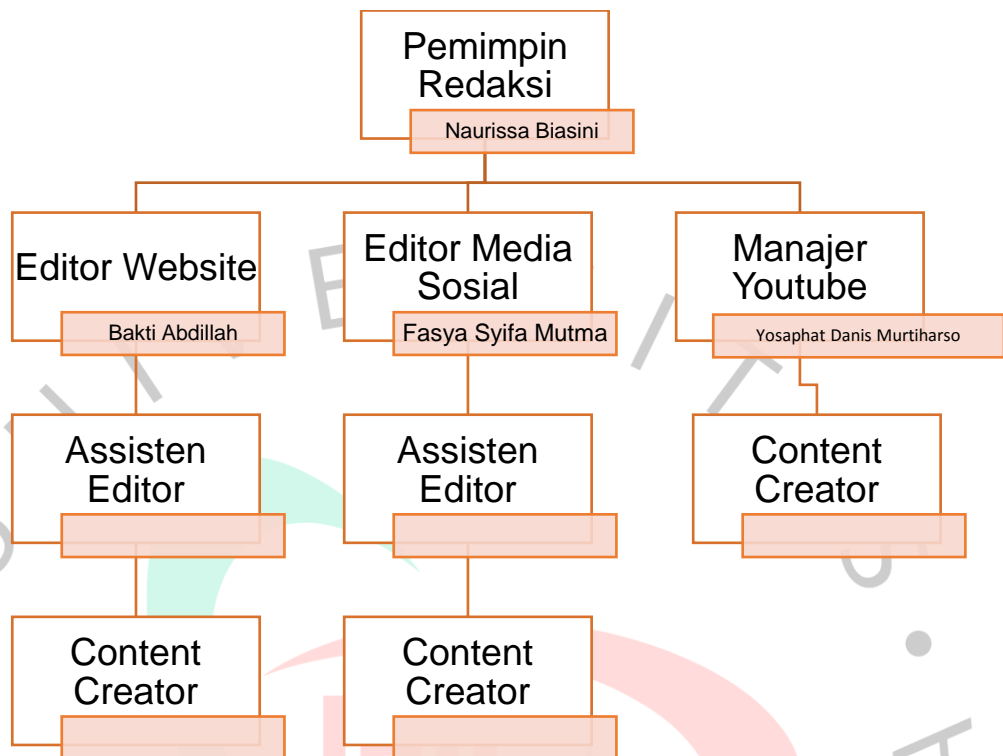 Pemimpin
Redaksi
Naurissa Biasini
Editor Website
Bakti Abdillah
Editor Media
Sosial
Fasya Syifa Mutma
Manajer
Youtube
Yosaphat Danis Murtiharso
Assisten
Editor
Assisten
Editor
Content
Creator
Content
Creator
Content
Creator